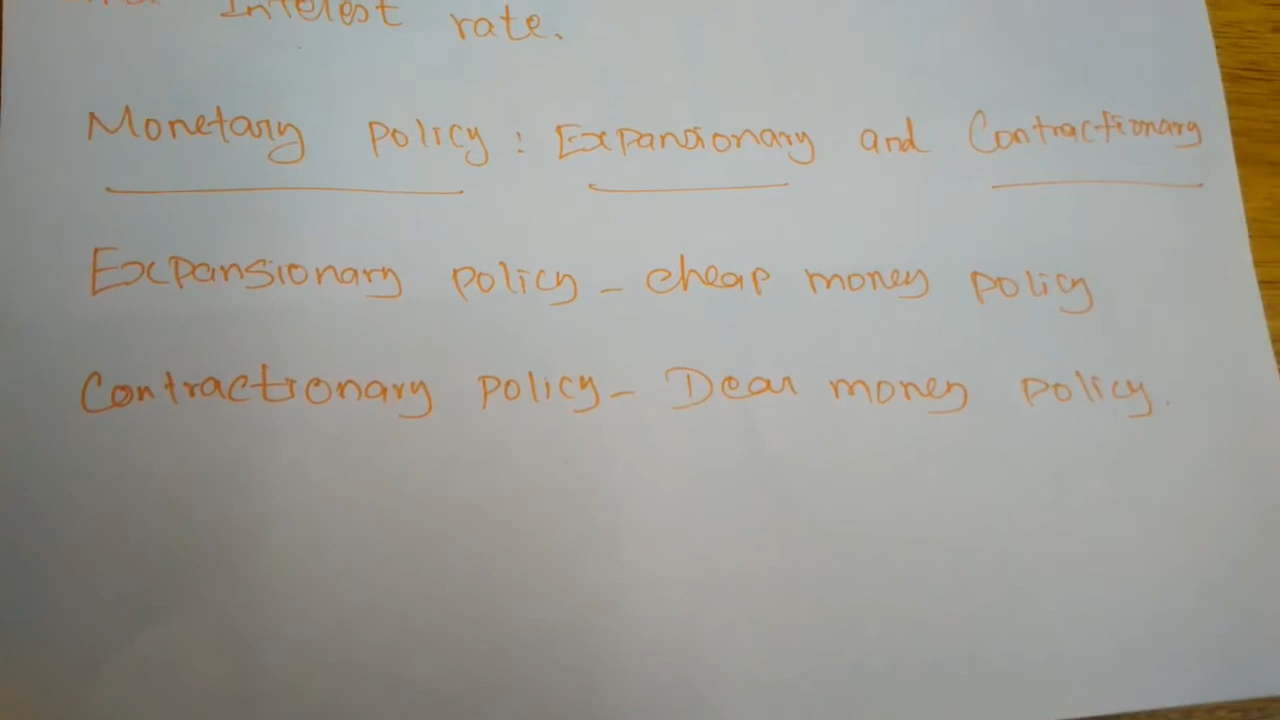 Interest rate.
Monetary policy : Expansionary and Contractionary
Expansionary policy - cheap money policy
Contractionary policy - Dear money policy.